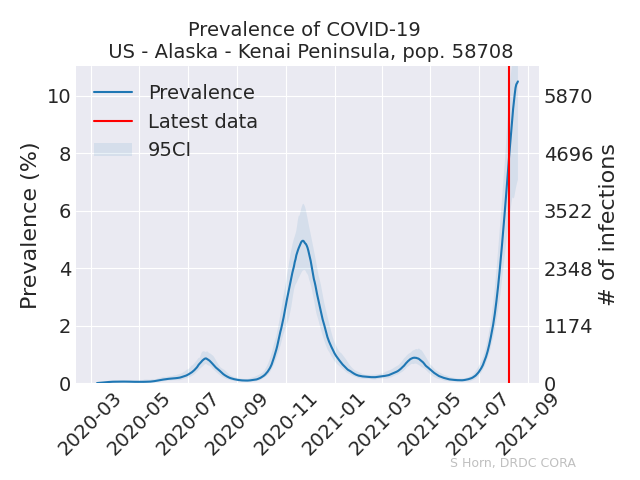 Prevalence of COVID-19
US - Alaska - Kenai Peninsula, pop. 58708
Prevalence
Latest data
95CI
Prevalence (%)
10
8
6
4
2
0
5870
4696
3522
2348
1174
0
# of infections
2020-03
2020-05
2020-07
2020-09
2020-11
2021-01
2021-03
2021-05
2021-07
2021-09
S Horn, DRDC CORA